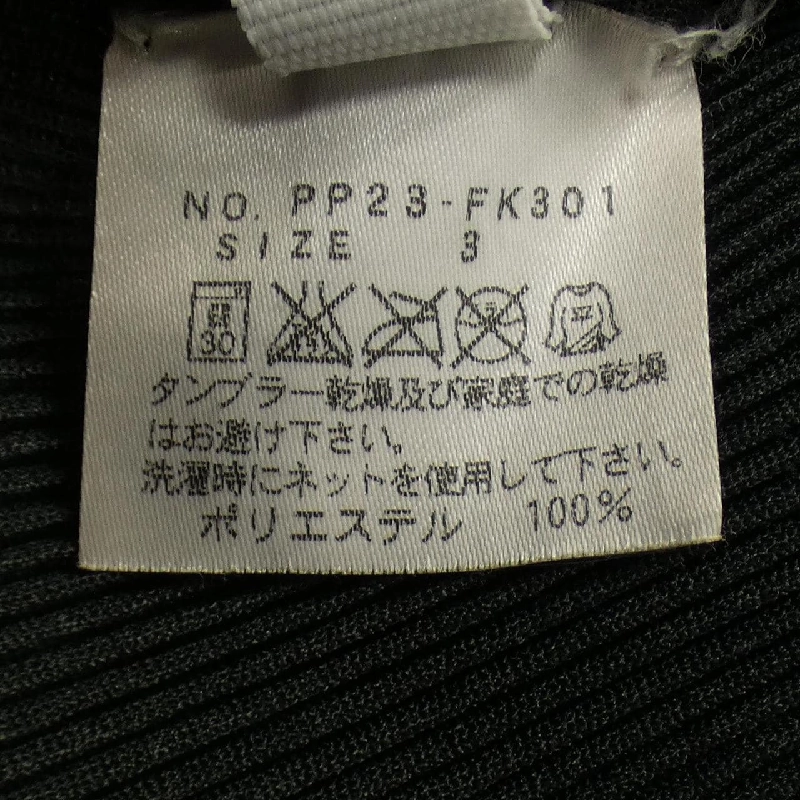 NO. PP23-FK301
SIZE 3
30
タンブラー乾燥及び家庭での乾燥
はお避け下さい。
洗濯時にネットを使用して下さい。
ポリエステル 100%